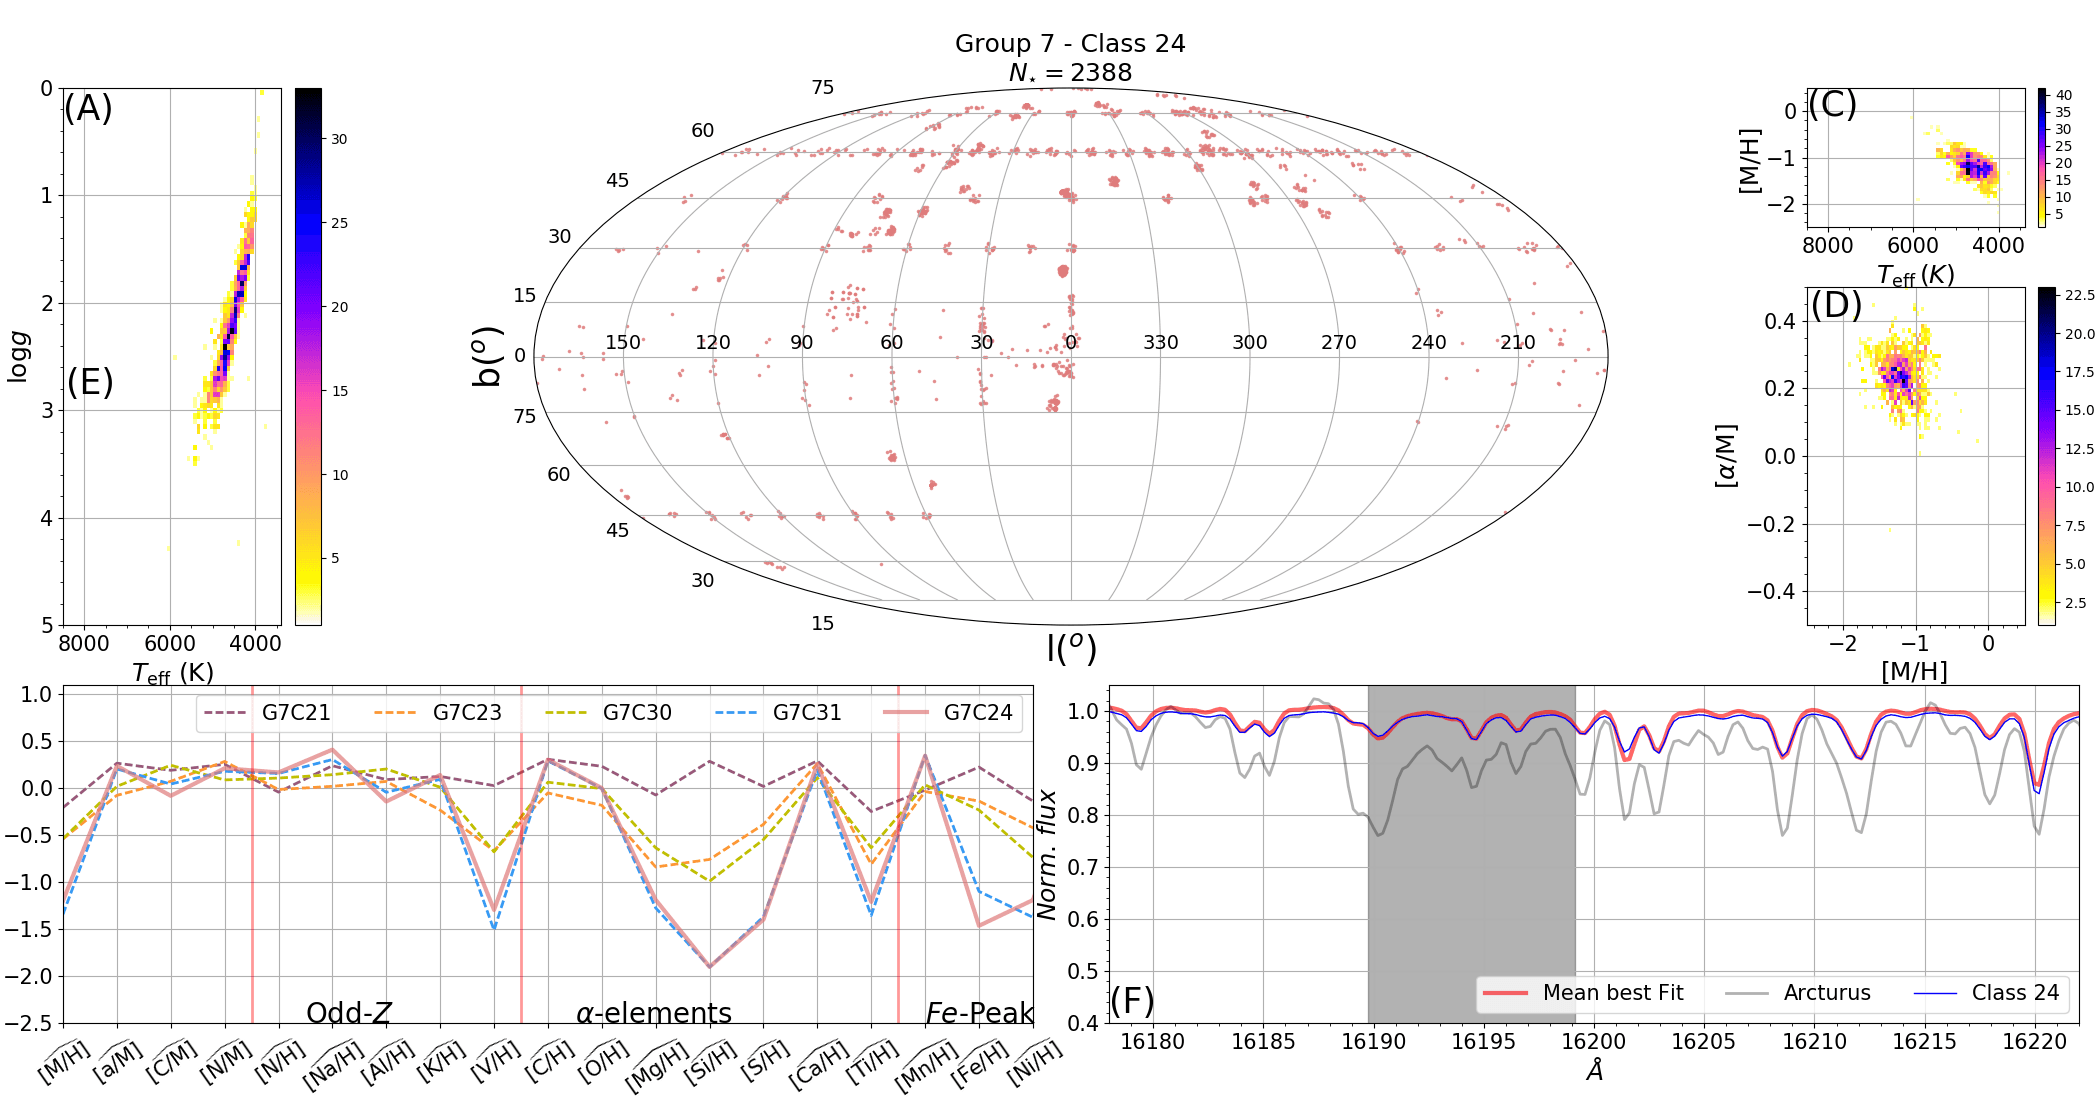 Group 7 - Class 24
N⋆ = 2388
(A)
(E)
0
1
2
3
4
5
log g
8000 6000 4000
Teff (K)
30
25
20
15
10
5
75
60
45
30
15
0
75
60
45
30
15
b(o)
150 120 90 60 30 0 330 300 270 240 210
l(o)
(C)
0
−1
−2
[M/H]
8000 6000 4000
Teff (K)
40
35
30
25
20
15
10
5
(D)
0.4
0.2
0.0
−0.2
−0.4
[α/M]
−2 −1 0
[M/H]
22.5
20.0
17.5
15.0
12.5
10.0
7.5
5.0
2.5
1.0
0.5
0.0
−0.5
−1.0
−1.5
−2.0
−2.5
G7C21 G7C23 G7C30 G7C31 G7C24
Odd-Z α-elements Fe-Peak
[M/H] [a/M] [C/M] [N/M] [N/H] [Na/H] [Al/H] [K/H] [V/H] [C/H] [O/H] [Mg/H] [Si/H] [S/H] [Ca/H] [Ti/H] [Mn/H] [Fe/H] [Ni/H]
1.0
0.9
0.8
0.7
0.6
0.5
0.4
Norm. flux
(F)
Mean best Fit Arcturus Class 24
16180 16185 16190 16195 16200 16205 16210 16215 16220
Å